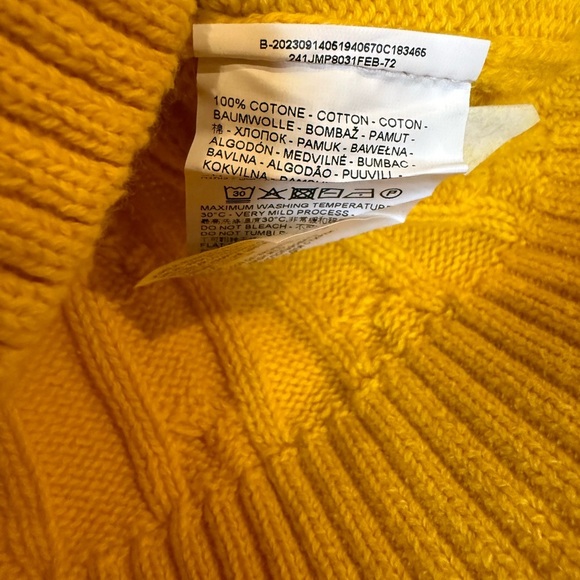 B-20230914051940670C183465
241JMP8031FEB-72
100% COTONE - COTTON - COTON -
BAUMWOLLE - BOMBAŽ - PAMUT -
棉 - ХЛОПОК - PAMUK - BAWEŁNA -
ALGODÓN - MEDVILNĖ - BUMBAC -
BAVLNA - ALGODÃO - PUUVILL -
KOKVILNA -
30
MAXIMUM WASHING TEMPERATURE
30°C - VERY MILD PROCESS -
DO NOT BLEACH -
DO NOT TUMBL